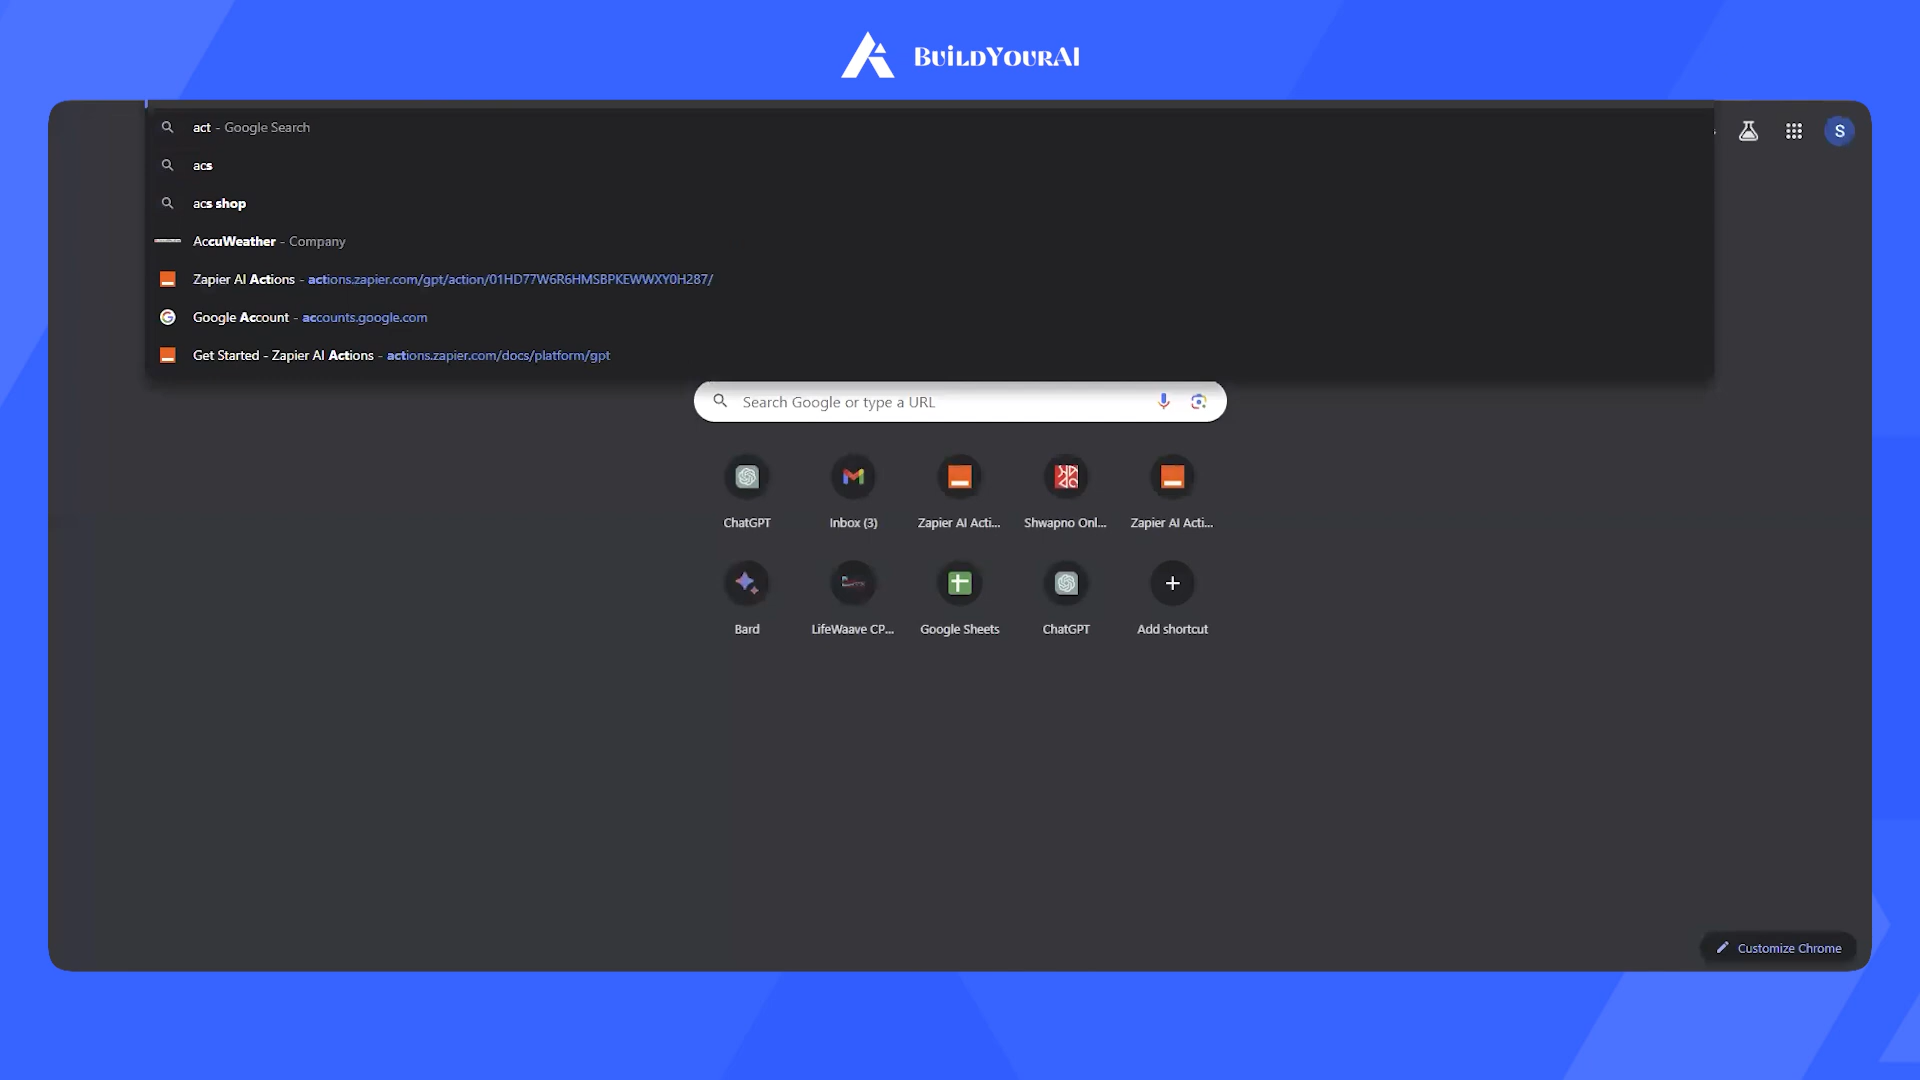 BUILDYOURAI
act - Google Search
S
acs
acs shop
AccuWeather - Company
Zapier AI Actions - actions.zapier.com/gpt/action/01HD77W6R6HMSBPKEWWXY0H287/
Google Account - accounts.google.com
Get Started - Zapier AI Actions - actions.zapier.com/docs/platform/gpt
Search Google or type a URL
ChatGPT Inbox (3) Zapier AI Acti... Shwapno Onl... Zapier AI Acti...
Bard LifeWaave CP... Google Sheets ChatGPT Add shortcut
Customize Chrome